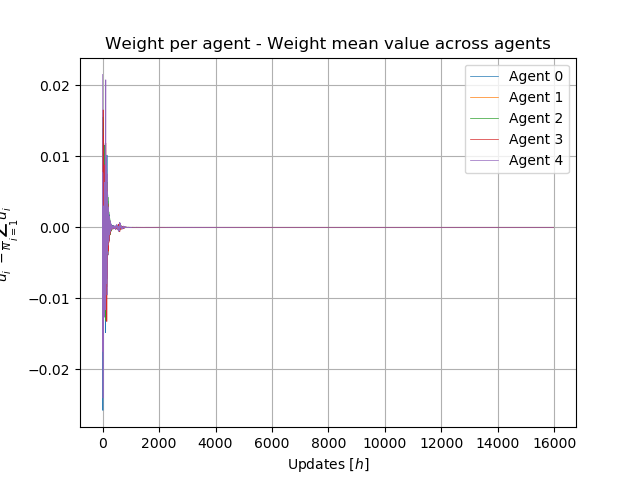 Weight per agent - Weight mean value across agents
0.02
0.01
0.00
−0.01
−0.02
Agent 0
Agent 1
Agent 2
Agent 3
Agent 4
0 2000 4000 6000 8000 10000 12000 14000 16000
Updates [h]